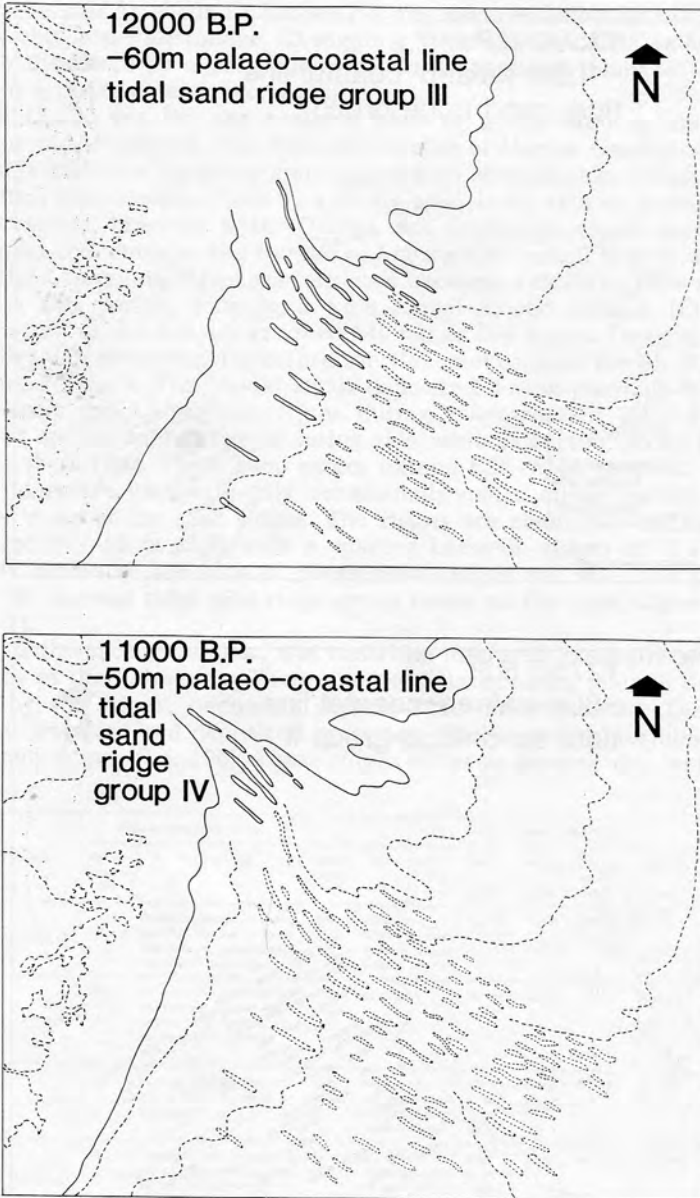 12000 B.P.
-60m palaeo-coastal line
tidal sand ridge group III
N
11000 B.P.
-50m palaeo-coastal line
tidal
sand
ridge
group IV
N